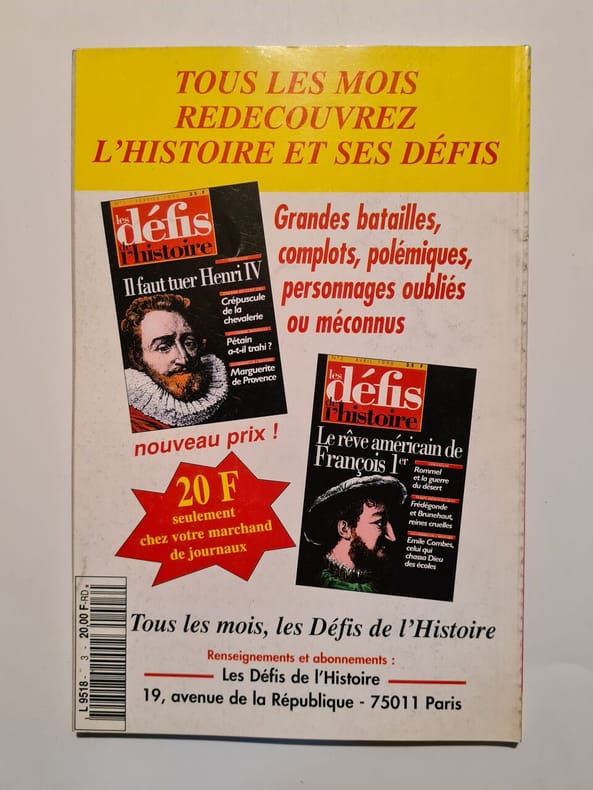 TOUS LES MOIS
REDECOUVREZ
L'HISTOIRE ET SES DÉFIS
25 F
les défis
de l'histoire
Il faut tuer Henri IV
Crépuscule
de la
chevalerie
Pétain
a-t-il trahi ?
Marguerite
de Provence
Grandes batailles,
complots, polémiques,
personnages oubliés
ou méconnus
nouveau prix !
les défis
de l'histoire
Le rêve américain de
François 1er
Rommel
et la guerre
du désert
Frédégonde
et Brunehaut,
reines cruelles
Emile Combes,
celui qui
chassa Dieu
des écoles
20 F
seulement
chez votre marchand
de journaux
L 9518 - 3 - 20,00 F-RD
Tous les mois, les Défis de l'Histoire
Renseignements et abonnements :
Les Défis de l'Histoire
19, avenue de la République - 75011 Paris